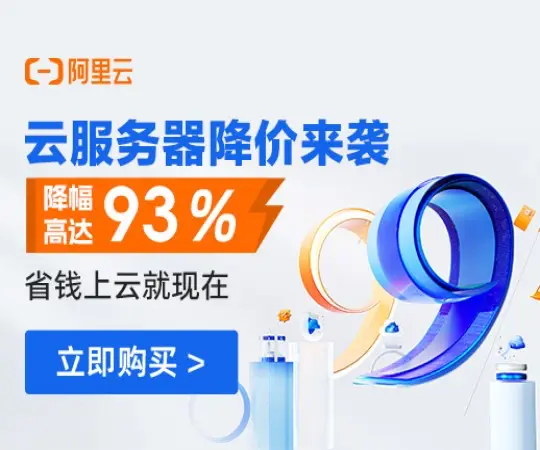 阿里云
云服务器降价来袭
降幅
高达 93%
省钱上云就现在
立即购买 >
99